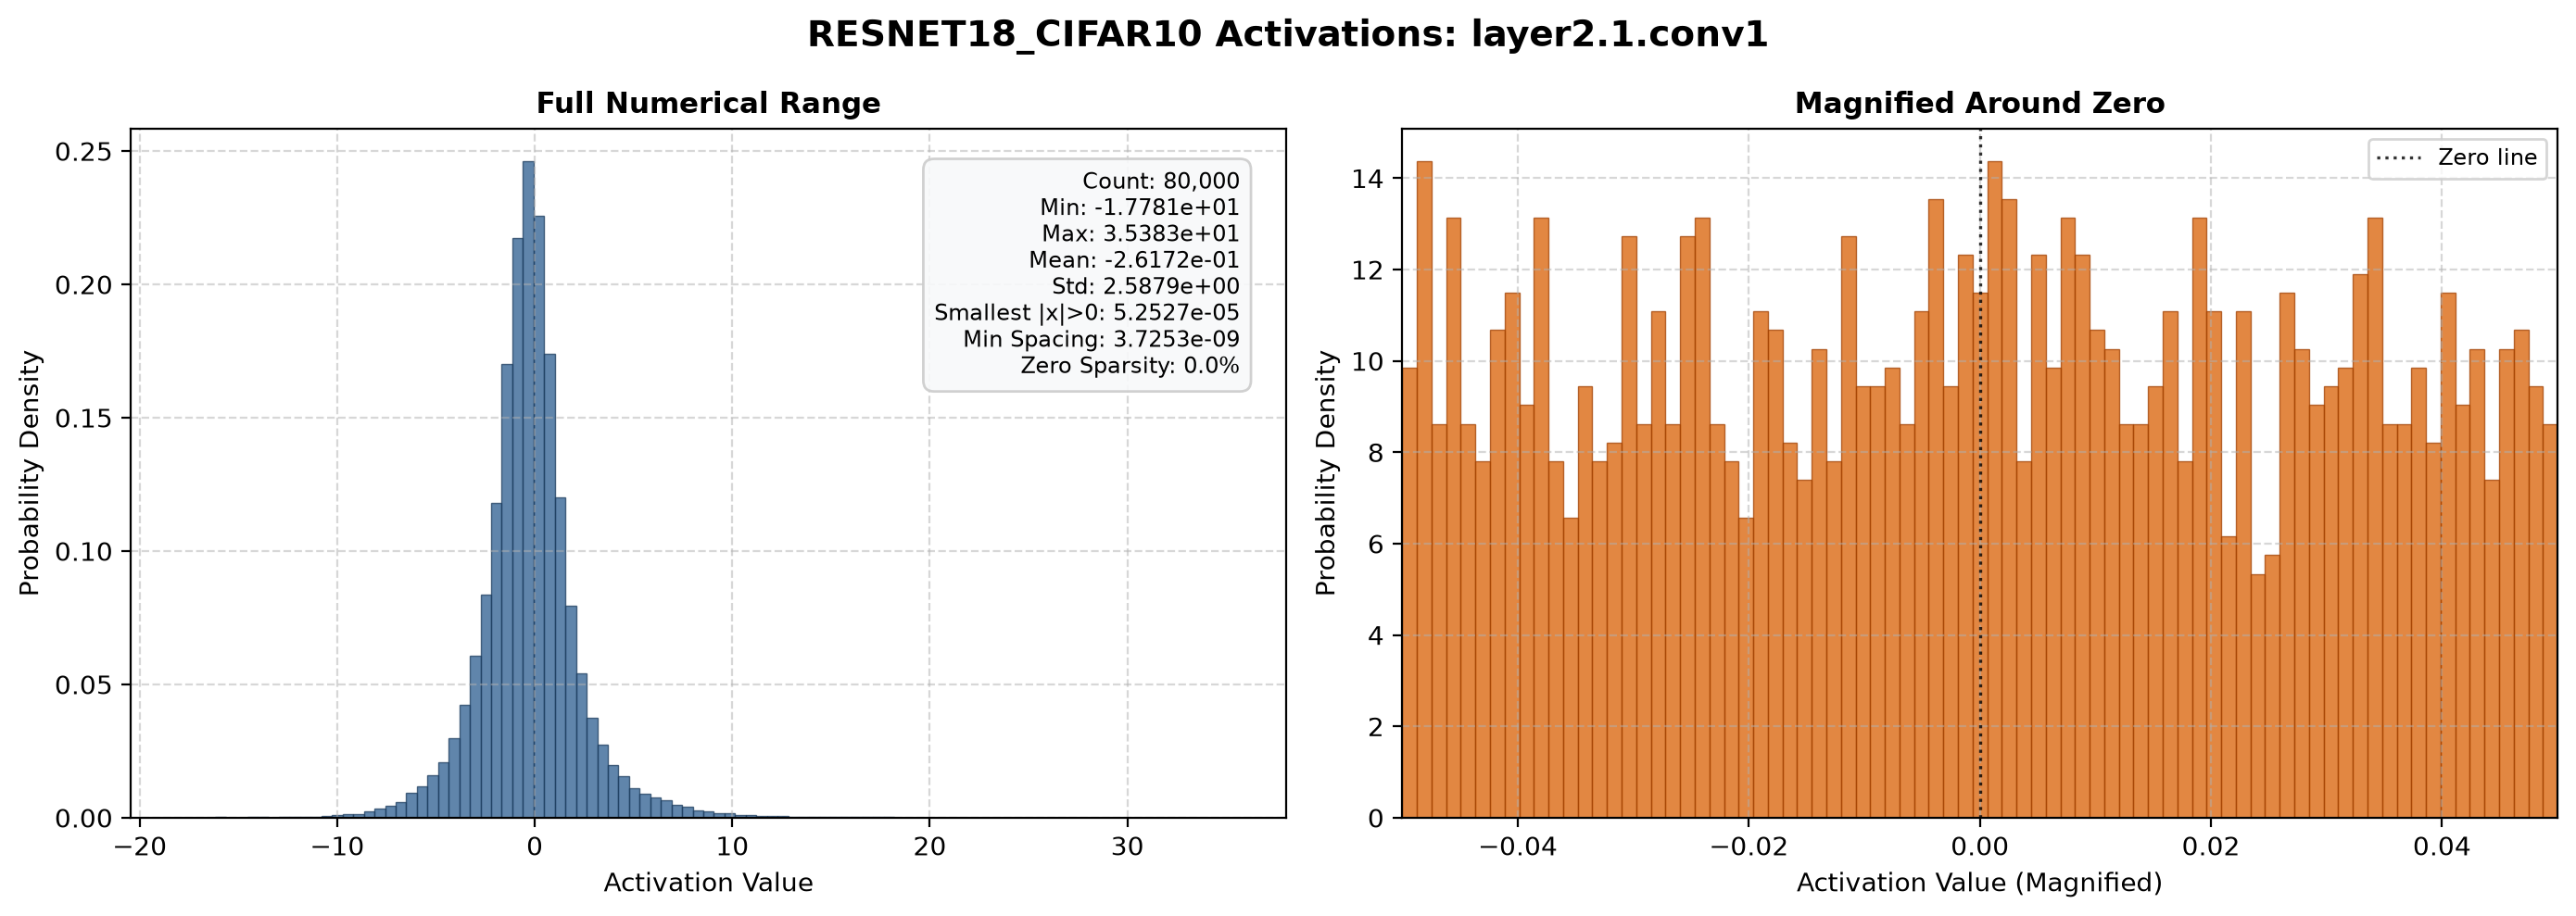 RESNET18_CIFAR10 Activations: layer2.1.conv1
Full Numerical Range
Probability Density
0.25
0.20
0.15
0.10
0.05
0.00
Count: 80,000
Min: -1.7781e+01
Max: 3.5383e+01
Mean: -2.6172e-01
Std: 2.5879e+00
Smallest |x|>0: 5.2527e-05
Min Spacing: 3.7253e-09
Zero Sparsity: 0.0%
−20 −10 0 10 20 30
Activation Value
Magnified Around Zero
Probability Density
14
12
10
8
6
4
2
0
Zero line
−0.04 −0.02 0.00 0.02 0.04
Activation Value (Magnified)